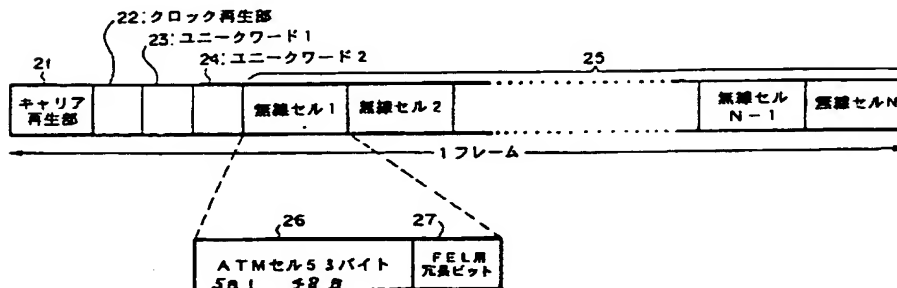 22:クロック再生部
23:ユニークワード1
24:ユニークワード2
21
25
キャリア
再生部
無線セル1
無線セル2
無線セル
N-1
無線セルN
1フレーム
26
27
ATMセル53バイト
FEL用
冗長ビット